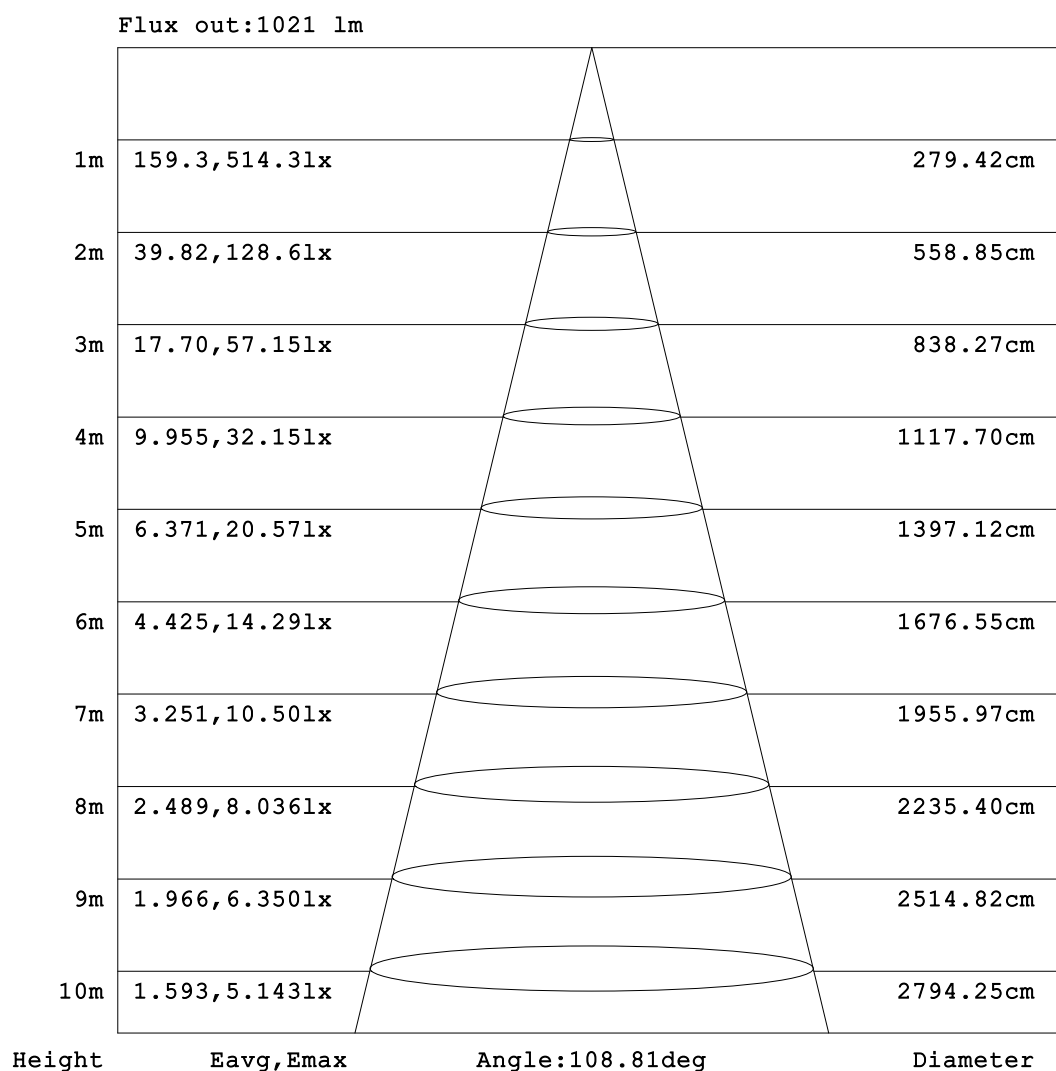 Flux out:1021 lm
1m 159.3,514.3lx 279.42cm
2m 39.82,128.6lx 558.85cm
3m 17.70,57.15lx 838.27cm
4m 9.955,32.15lx 1117.70cm
5m 6.371,20.57lx 1397.12cm
6m 4.425,14.29lx 1676.55cm
7m 3.251,10.50lx 1955.97cm
8m 2.489,8.036lx 2235.40cm
9m 1.966,6.350lx 2514.82cm
10m 1.593,5.143lx 2794.25cm
Height Eavg,Emax Angle:108.81deg Diameter